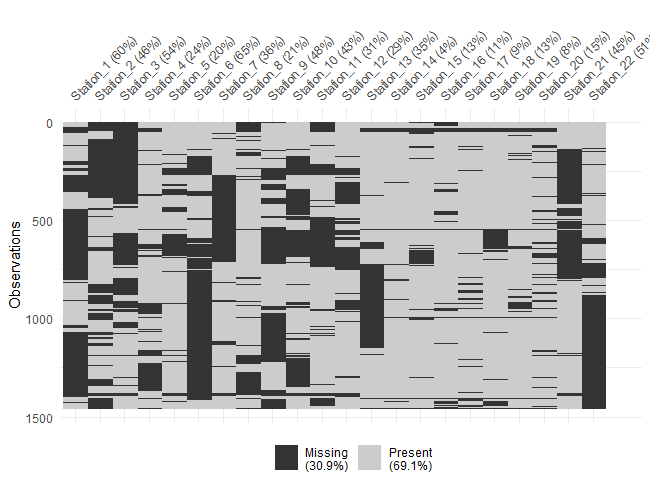 Station_1 (60%)
Station_2 (46%)
Station_3 (54%)
Station_4 (24%)
Station_5 (20%)
Station_6 (65%)
Station_7 (36%)
Station_8 (21%)
Station_9 (48%)
Station_10 (43%)
Station_11 (31%)
Station_12 (29%)
Station_13 (35%)
Station_14 (4%)
Station_15 (13%)
Station_16 (11%)
Station_17 (9%)
Station_18 (13%)
Station_19 (8%)
Station_20 (15%)
Station_21 (45%)
Station_22 (51%
Observations
0
500
1000
1500
Missing
(30.9%)
Present
(69.1%)